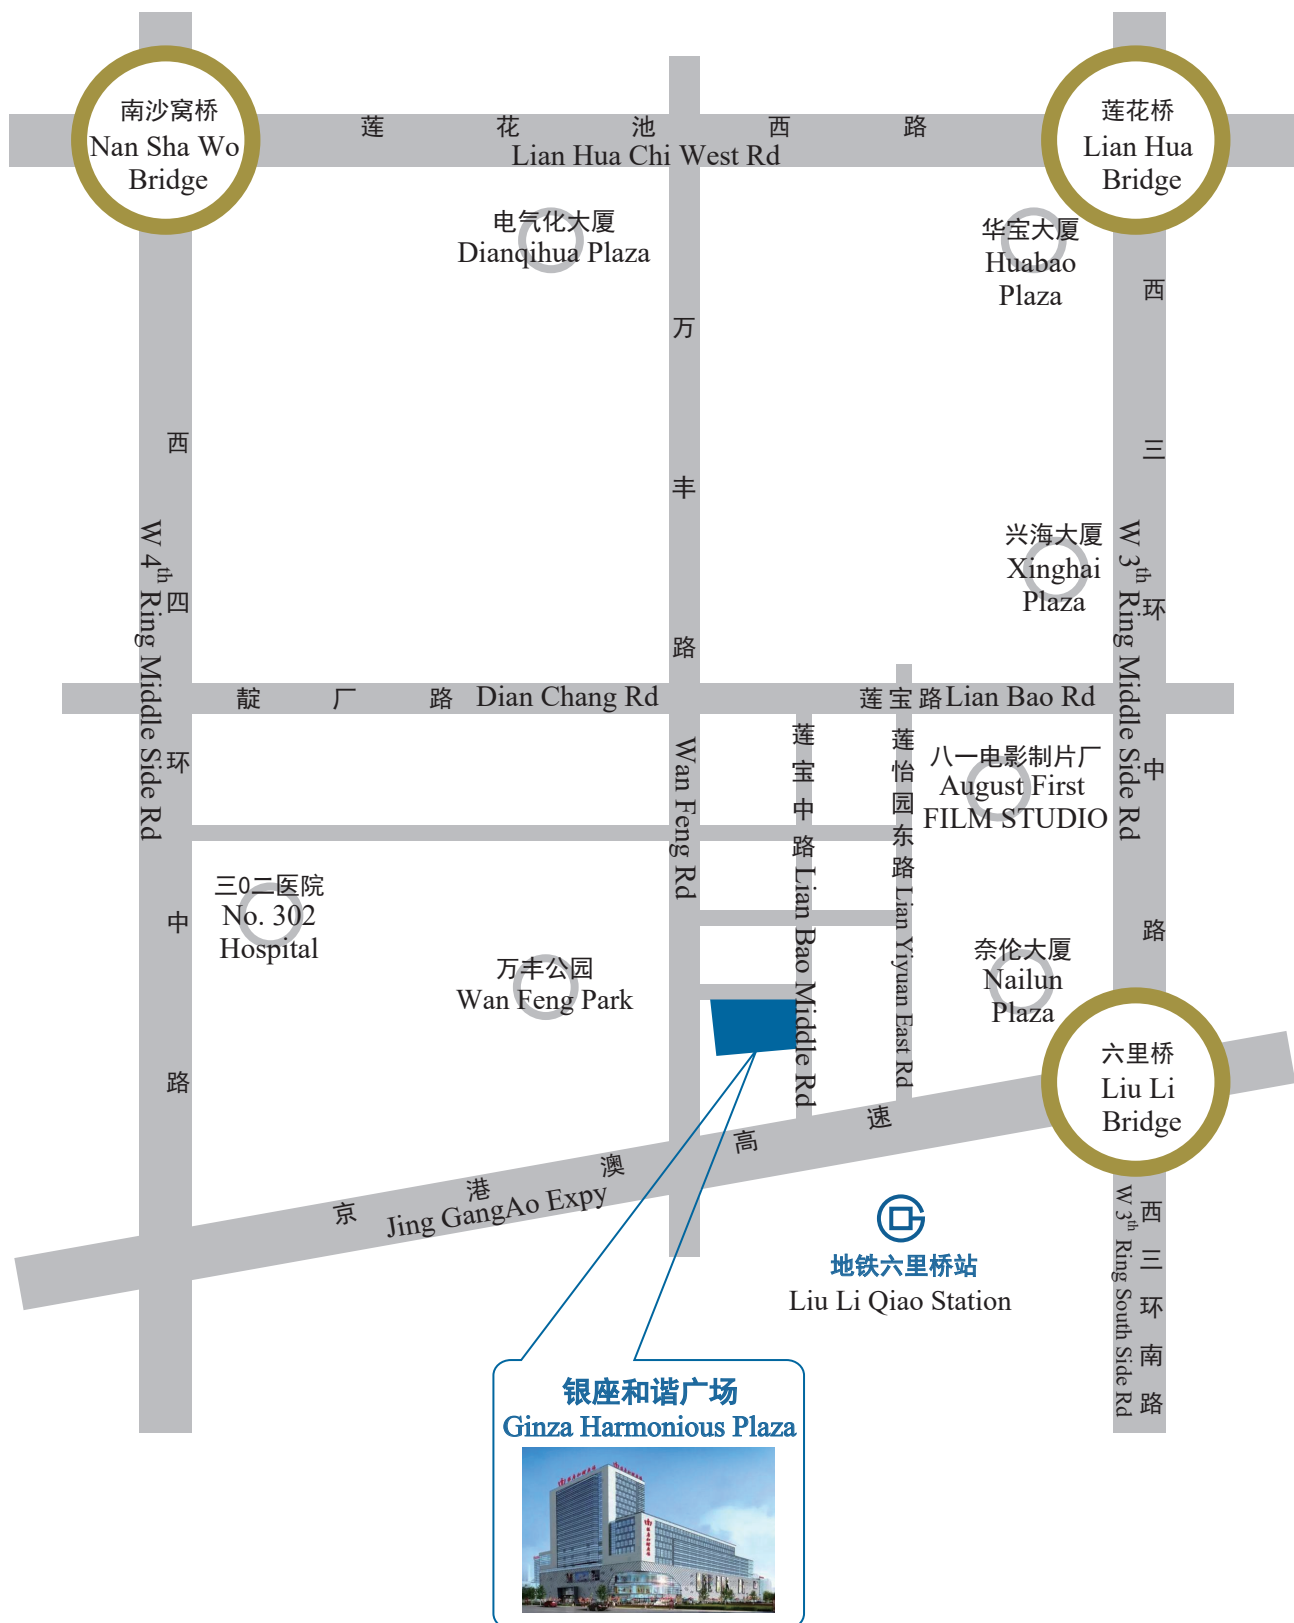 南沙窝桥
Nan Sha Wo
Bridge
莲花池西路
Lian Hua Chi West Rd
莲花桥
Lian Hua
Bridge
电气化大厦
Dianqihua Plaza
华宝大厦
Huabao
Plaza
西四环中路
W 4th Ring Middle Side Rd
万丰路
Wan Feng Rd
西三环中路
W 3th Ring Middle Side Rd
兴海大厦
Xinghai
Plaza
靛厂路 Dian Chang Rd
莲宝路 Lian Bao Rd
莲宝中路 Lian Bao Middle Rd
莲怡园东路 Lian Yiyuan East Rd
八一电影制片厂
August First
FILM STUDIO
三0二医院
No. 302
Hospital
万丰公园
Wan Feng Park
奈伦大厦
Nailun
Plaza
六里桥
Liu Li
Bridge
京港澳高速
Jing GangAo Expy
地铁六里桥站
Liu Li Qiao Station
西三环南路
W 3th Ring South Side Rd
银座和谐广场
Ginza Harmonious Plaza